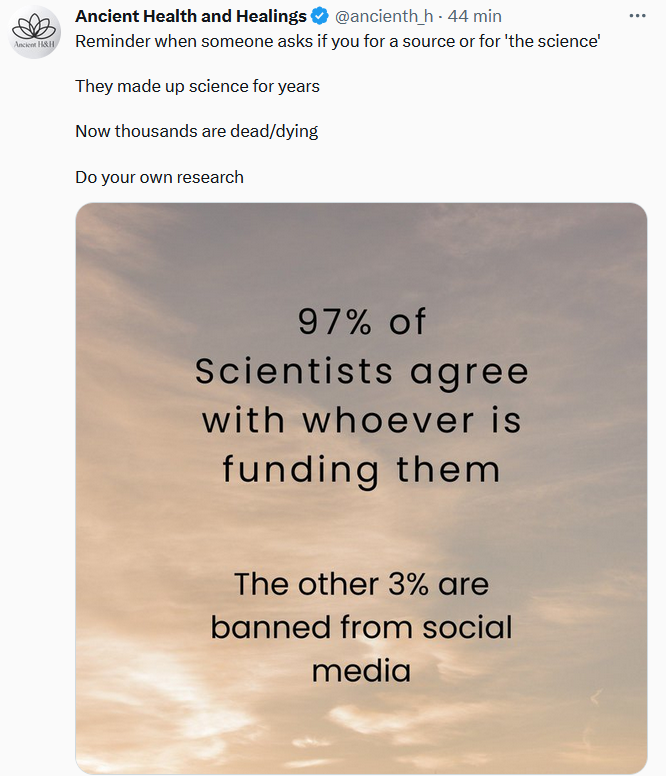 Ancient Health and Healings @ancienth_h · 44 min
Ancient H&H
Reminder when someone asks if you for a source or for 'the science'
They made up science for years
Now thousands are dead/dying
Do your own research
97% of
Scientists agree
with whoever is
funding them
The other 3% are
banned from social
media